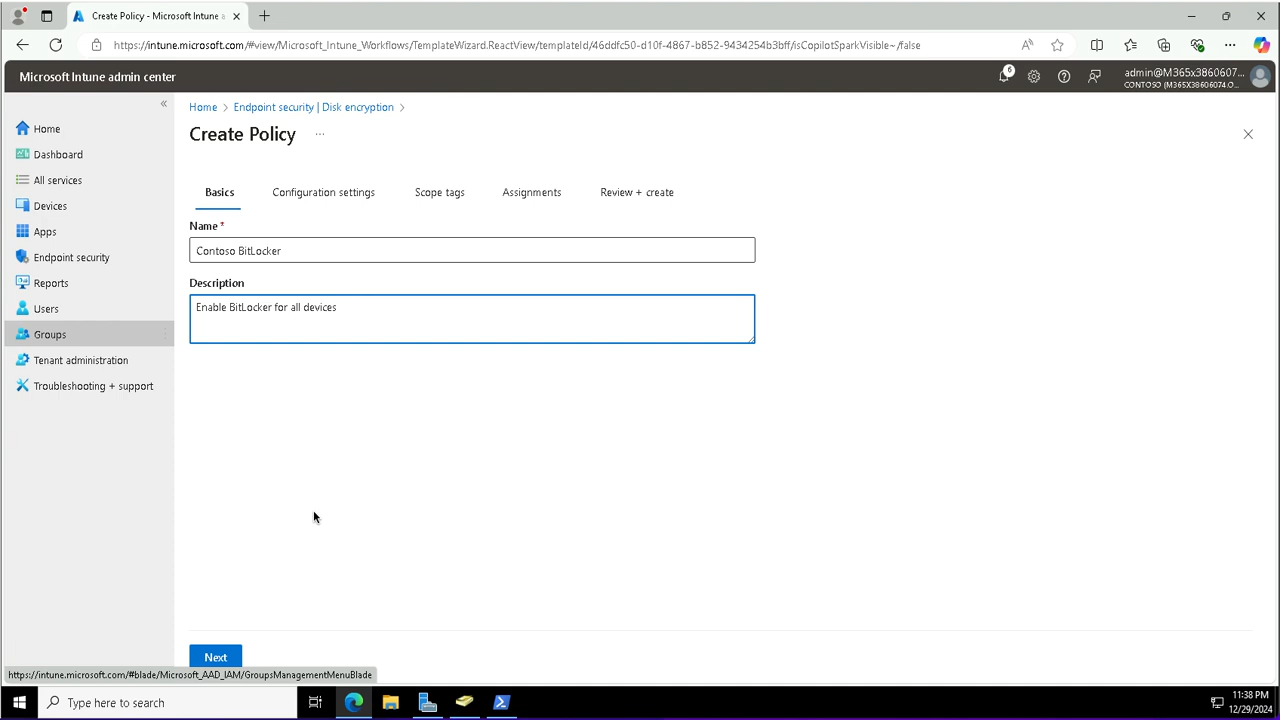 Create Policy - Microsoft Intune a
https://intune.microsoft.com/#view/Microsoft_Intune_Workflows/TemplateWizard.ReactView/templateId/46ddfc50-d10f-4867-b852-9434254b3bff/isCopilotSparkVisible~/false
Microsoft Intune admin center
6
admin@M365x3860607...
CONTOSO (M365X38606074.O...
Home
Dashboard
All services
Devices
Apps
Endpoint security
Reports
Users
Groups
Tenant administration
Troubleshooting + support
Home > Endpoint security | Disk encryption >
Create Policy ...
Basics Configuration settings Scope tags Assignments Review + create
Name *
Contoso BitLocker
Description
Enable BitLocker for all devices
Next
https://intune.microsoft.com/#blade/Microsoft_AAD_IAM/GroupsManagementMenuBlade
Type here to search
11:38 PM
12/29/2024